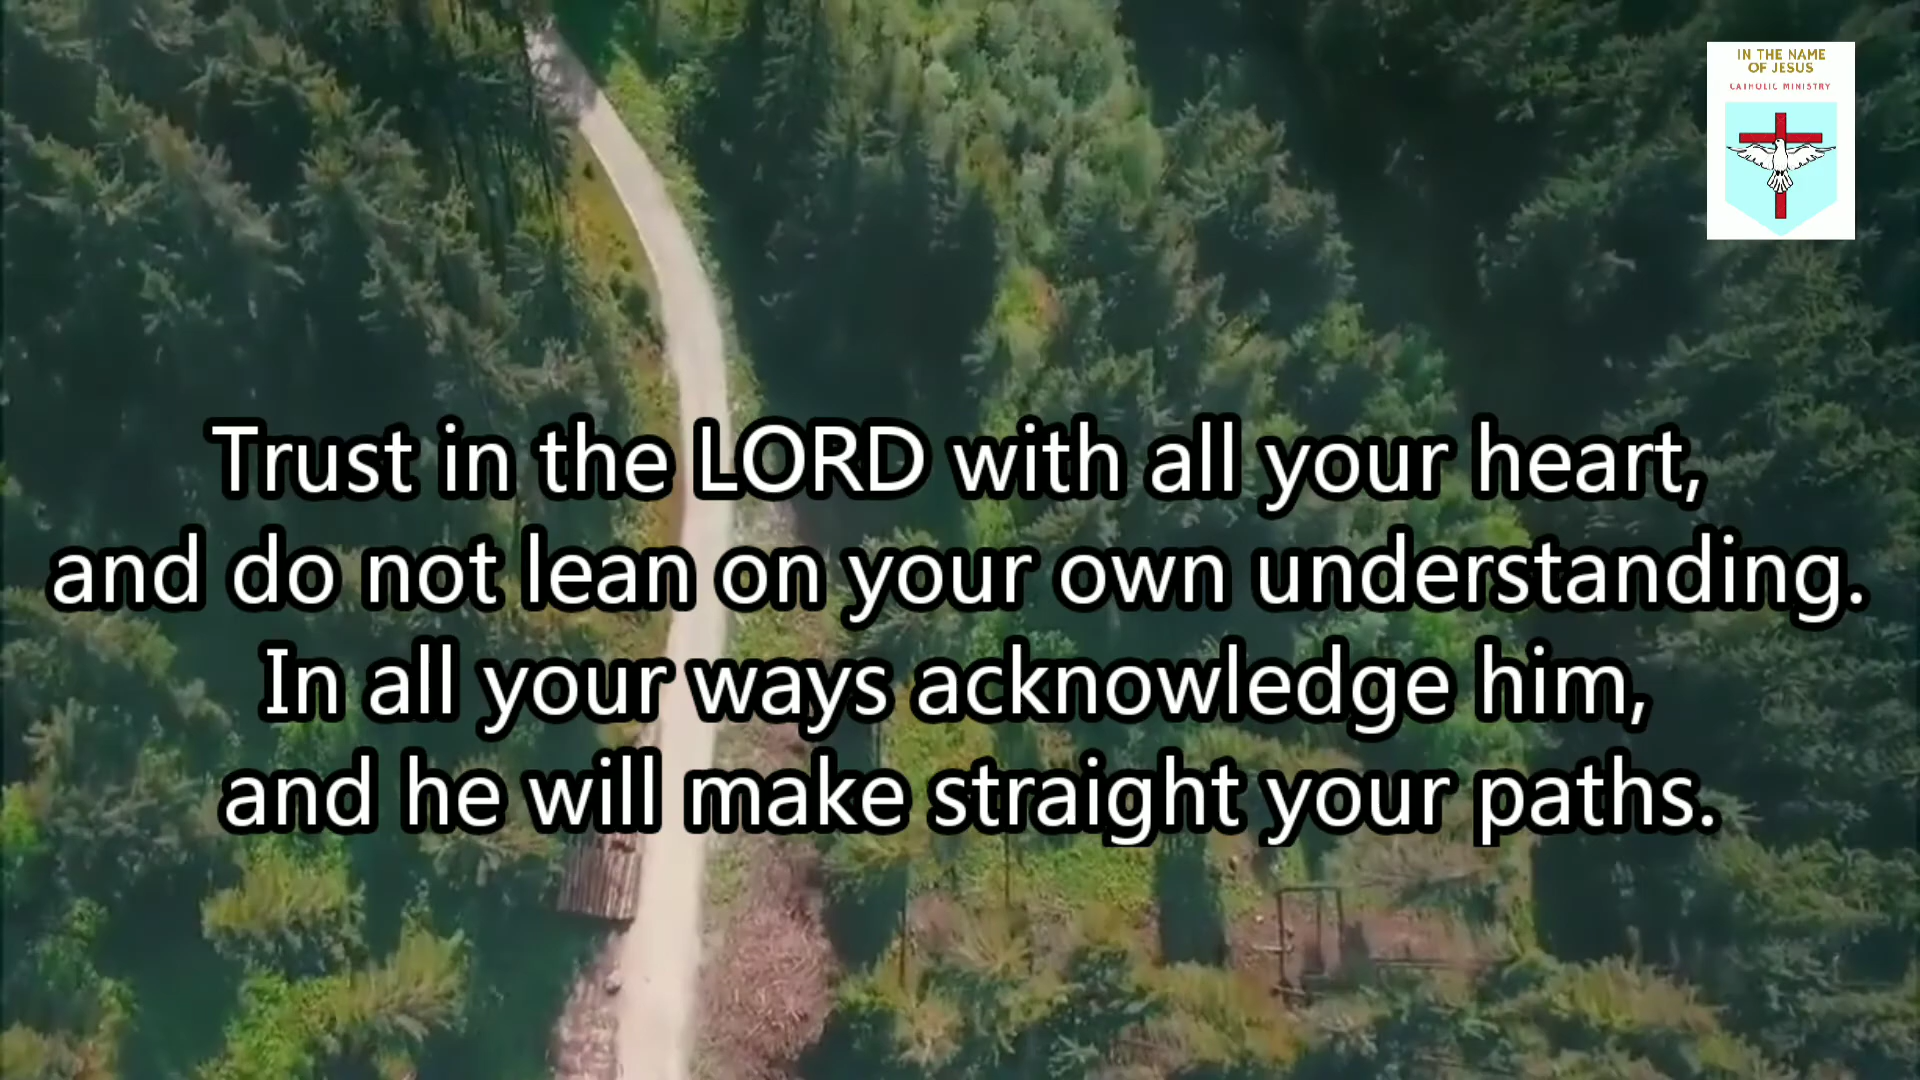 IN THE NAME
OF JESUS
CATHOLIC MINISTRY
Trust in the LORD with all your heart,
and do not lean on your own understanding.
In all your ways acknowledge him,
and he will make straight your paths.